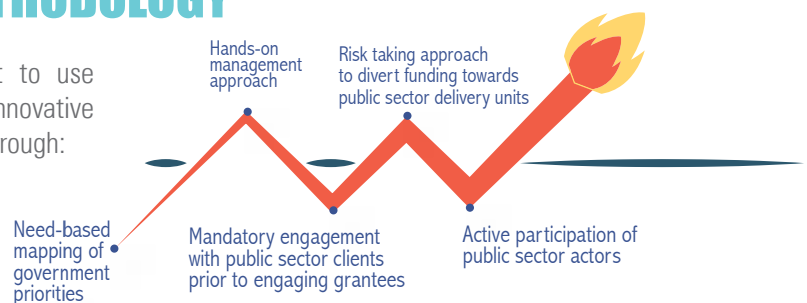 THODOLOGY
t to use
nnovative
rough:
Hands-on
management
approach
Risk taking approach
to divert funding towards
public sector delivery units
Need-based
mapping of
government
priorities
Mandatory engagement
with public sector clients
prior to engaging grantees
Active participation of
public sector actors